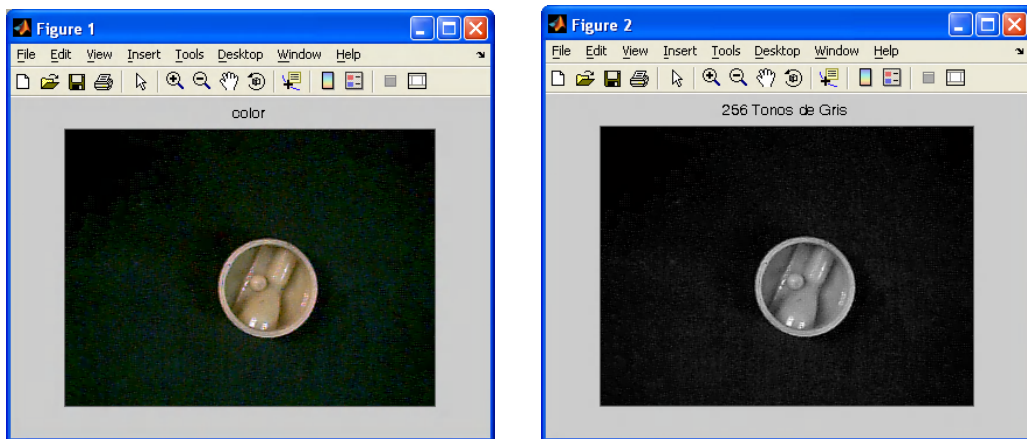 Figure 1
File Edit View Insert Tools Desktop Window Help
color
Figure 2
File Edit View Insert Tools Desktop Window Help
256 Tonos de Gris